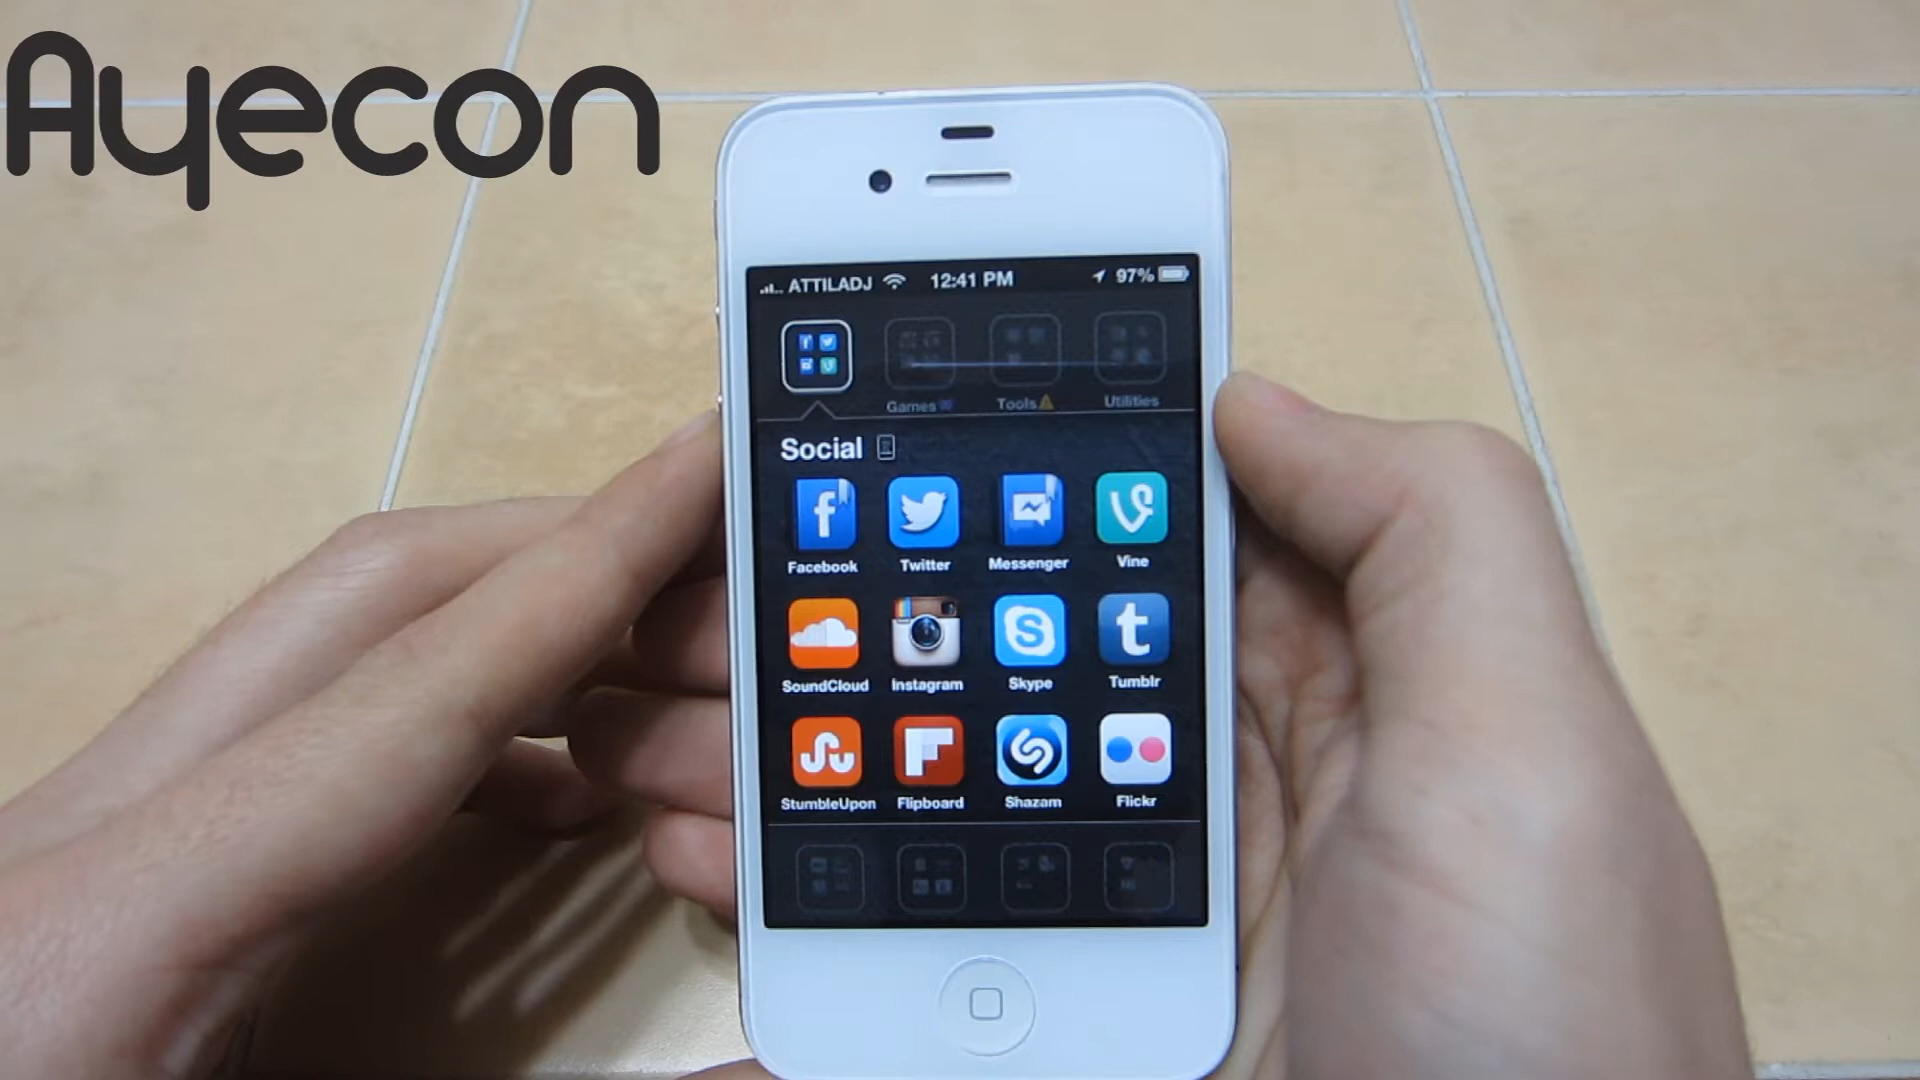 Ayecon
ATTILADJ 12:41 PM 97%
Games Tools Utilities
Social
Facebook Twitter Messenger Vine
SoundCloud Instagram Skype Tumblr
StumbleUpon Flipboard Shazam Flickr